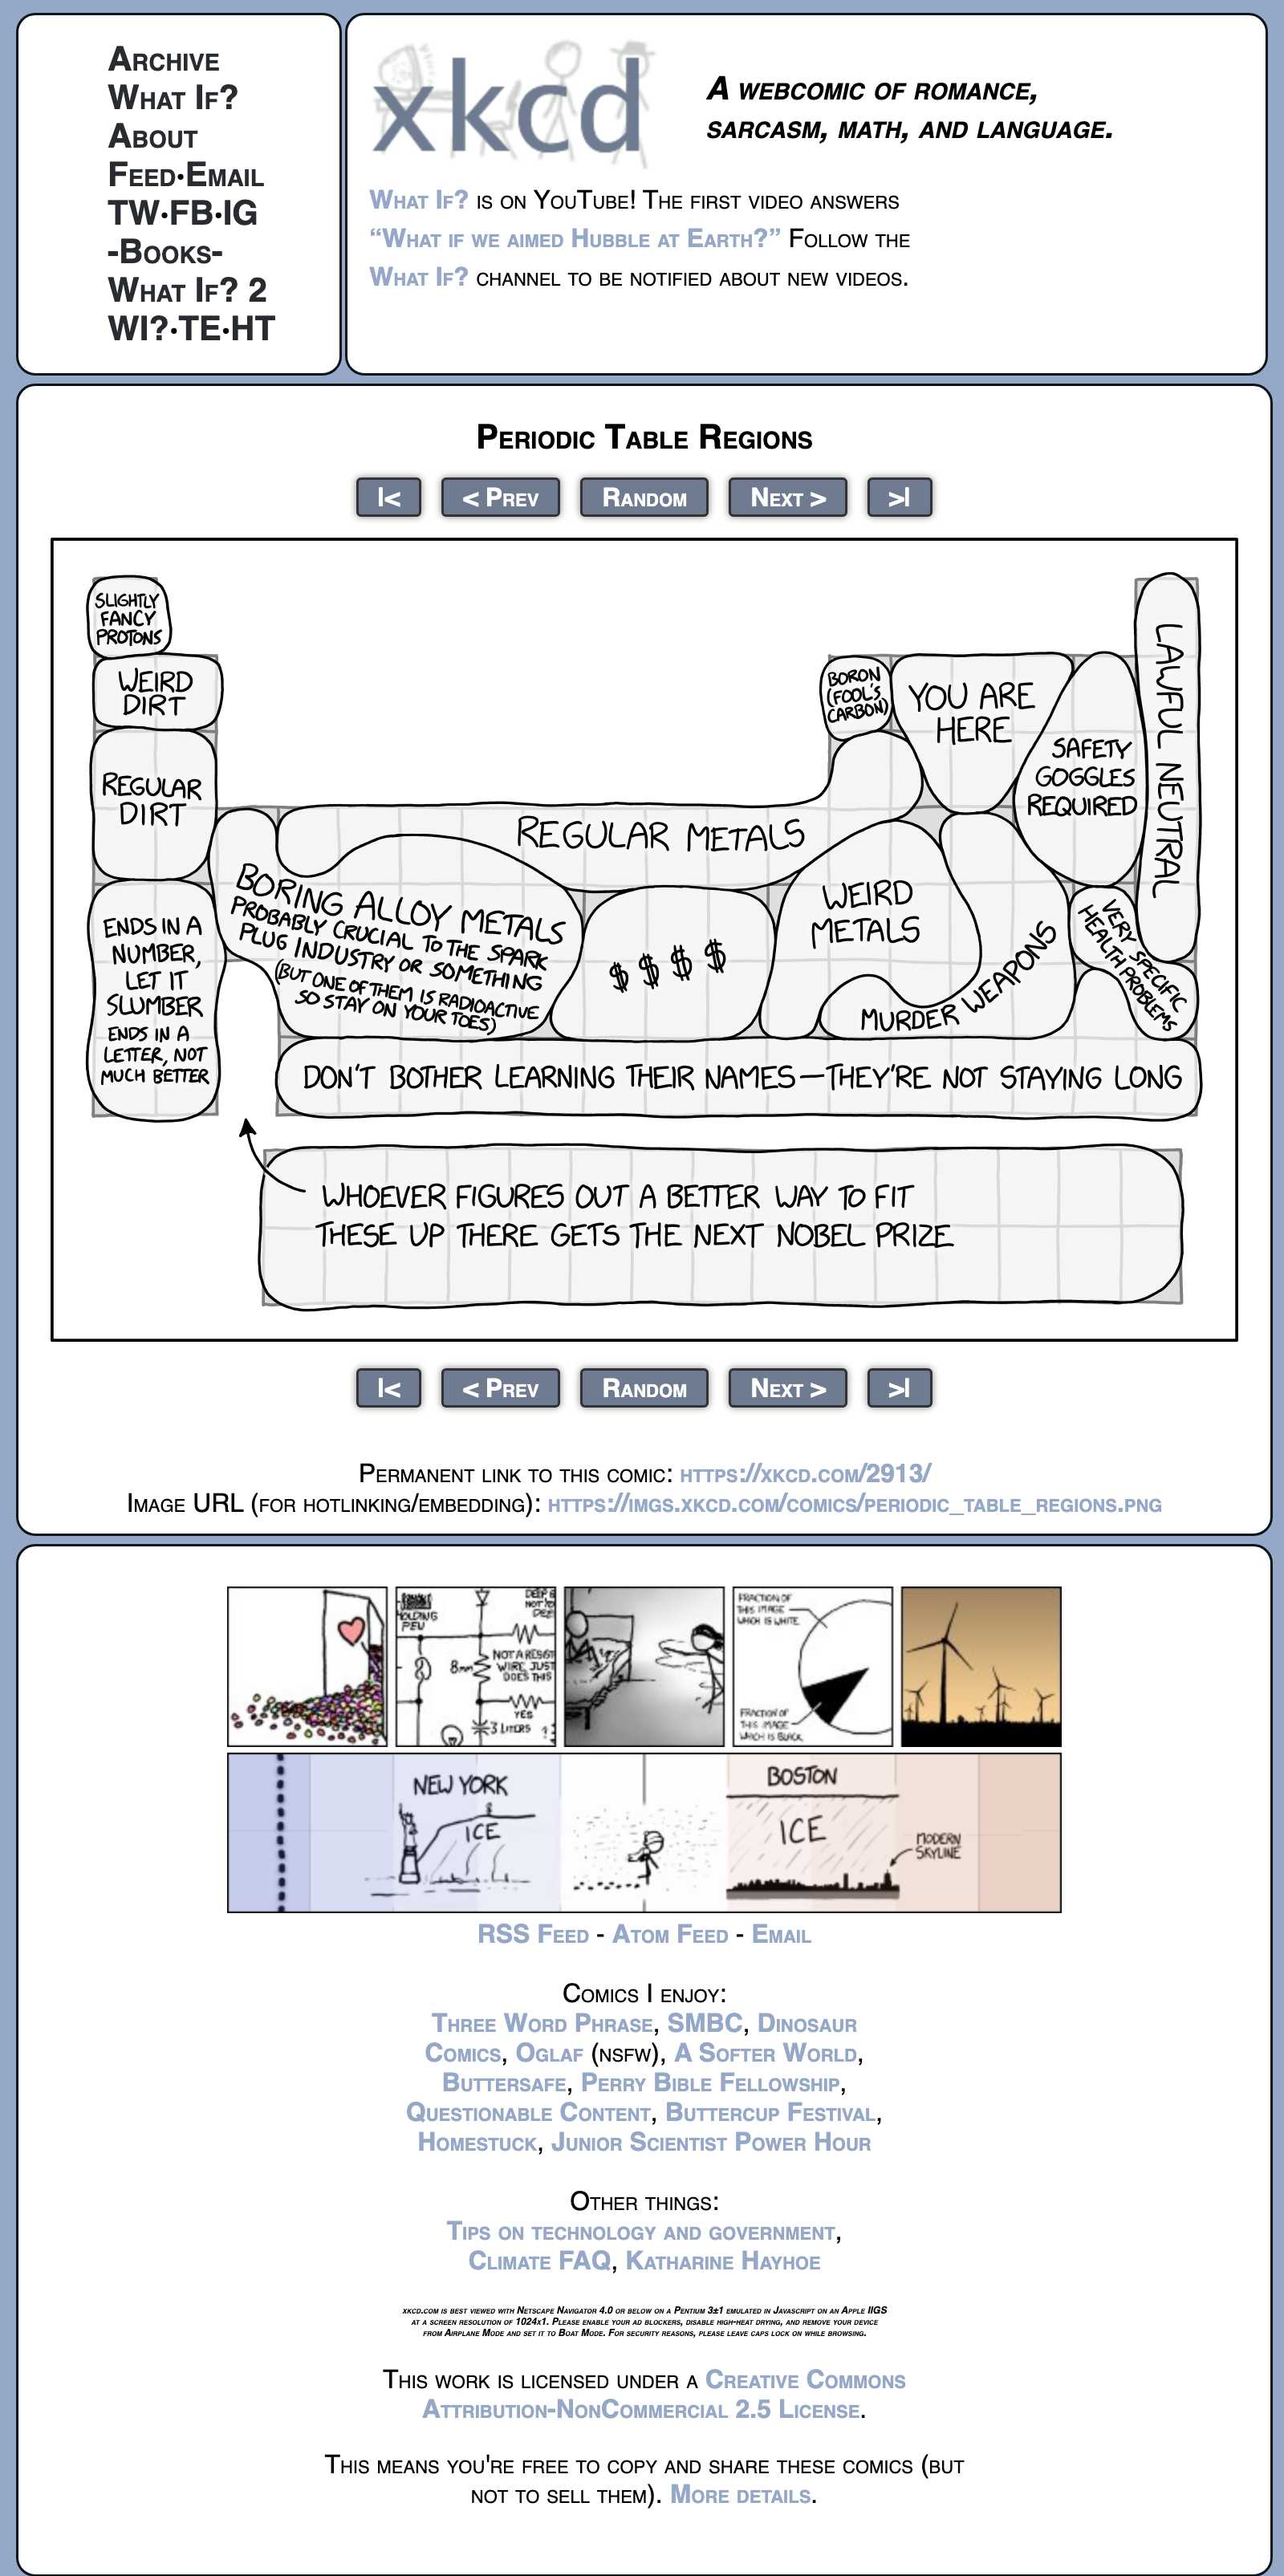 Archive
What If?
About
Feed•Email
TW•FB•IG
-Books-
What If? 2
WI?•TE•HT
xkcd
A webcomic of romance,
sarcasm, math, and language.
What If? is on YouTube! The first video answers
“What if we aimed Hubble at Earth?” Follow the
What If? channel to be notified about new videos.
Periodic Table Regions
|<
< Prev
Random
Next >
>|
SLIGHTLY
FANCY
PROTONS
WEIRD
DIRT
REGULAR
DIRT
ENDS IN A
NUMBER,
LET IT
SLUMBER
ENDS IN A
LETTER, NOT
MUCH BETTER
BORING ALLOY METALS
PROBABLY CRUCIAL TO THE SPARK
PLUG INDUSTRY OR SOMETHING
(BUT ONE OF THEM IS RADIOACTIVE
SO STAY ON YOUR TOES)
REGULAR METALS
$ $ $ $
WEIRD
METALS
BORON
(FOOL'S
CARBON)
YOU ARE
HERE
SAFETY
GOGGLES
REQUIRED
LAWFUL NEUTRAL
MURDER WEAPONS
VERY SPECIFIC
HEALTH PROBLEMS
DON'T BOTHER LEARNING THEIR NAMES—THEY'RE NOT STAYING LONG
WHOEVER FIGURES OUT A BETTER WAY TO FIT
THESE UP THERE GETS THE NEXT NOBEL PRIZE
|<
< Prev
Random
Next >
>|
Permanent link to this comic: https://xkcd.com/2913/
Image URL (for hotlinking/embedding): https://imgs.xkcd.com/comics/periodic_table_regions.png
HOLDING
PEU
DEEP &
NOT TO
DEE
NOT A RESIST
WIRE JUST
DOES THIS
8mm
YES
3 LITERS
FRACTION OF
THIS IMAGE
WHICH IS WHITE
FRACTION OF
THIS IMAGE
WHICH IS BLACK
NEW YORK
ICE
BOSTON
ICE
MODERN
SKYLINE
RSS Feed - Atom Feed - Email
Comics I enjoy:
Three Word Phrase, SMBC, Dinosaur
Comics, Oglaf (nsfw), A Softer World,
Buttersafe, Perry Bible Fellowship,
Questionable Content, Buttercup Festival,
Homestuck, Junior Scientist Power Hour
Other things:
Tips on technology and government,
Climate FAQ, Katharine Hayhoe
xkcd.com is best viewed with Netscape Navigator 4.0 or below on a Pentium 3±1 emulated in Javascript on an Apple IIGS
at a screen resolution of 1024x1. Please enable your ad blockers, disable high-heat drying, and remove your device
from Airplane Mode and set it to Boat Mode. For security reasons, please leave caps lock on while browsing.
This work is licensed under a Creative Commons
Attribution-NonCommercial 2.5 License.
This means you're free to copy and share these comics (but
not to sell them). More details.